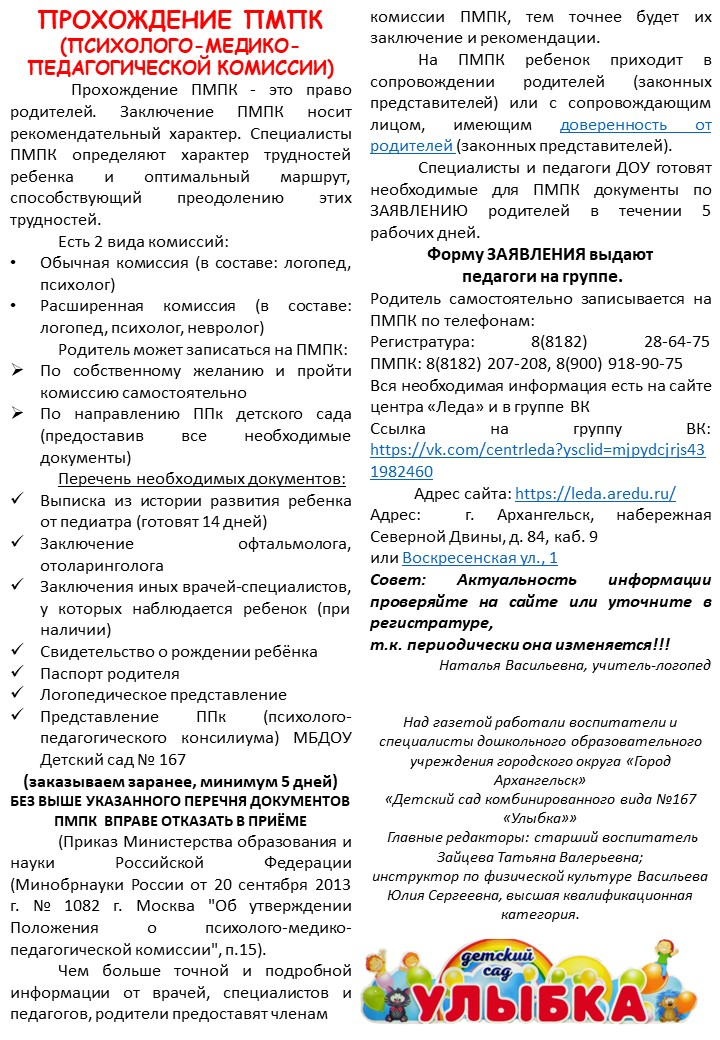 ПРОХОЖДЕНИЕ ПМПК
(ПСИХОЛОГО-МЕДИКО-
ПЕДАГОГИЧЕСКОЙ КОМИССИИ)
Прохождение ПМПК - это право
родителей. Заключение ПМПК носит
рекомендательный характер. Специалисты
ПМПК определяют характер трудностей
ребенка и оптимальный маршрут,
способствующий преодолению этих
трудностей.
Есть 2 вида комиссий:
• Обычная комиссия (в составе: логопед,
психолог)
• Расширенная комиссия (в составе:
логопед, психолог, невролог)
Родитель может записаться на ПМПК:
➢ По собственному желанию и пройти
комиссию самостоятельно
➢ По направлению ППк детского сада
(предоставив все необходимые
документы)
Перечень необходимых документов:
✓ Выписка из истории развития ребенка
от педиатра (готовят 14 дней)
✓ Заключение офтальмолога,
отоларинголога
✓ Заключения иных врачей-специалистов,
у которых наблюдается ребенок (при
наличии)
✓ Свидетельство о рождении ребёнка
✓ Паспорт родителя
✓ Логопедическое представление
✓ Представление ППк (психолого-
педагогического консилиума) МБДОУ
Детский сад № 167
(заказываем заранее, минимум 5 дней)
БЕЗ ВЫШЕ УКАЗАННОГО ПЕРЕЧНЯ ДОКУМЕНТОВ
ПМПК ВПРАВЕ ОТКАЗАТЬ В ПРИЁМЕ
(Приказ Министерства образования и
науки Российской Федерации
(Минобрнауки России от 20 сентября 2013
г. № 1082 г. Москва "Об утверждении
Положения о психолого-медико-
педагогической комиссии", п.15).
Чем больше точной и подробной
информации от врачей, специалистов и
педагогов, родители предоставят членам
комиссии ПМПК, тем точнее будет их
заключение и рекомендации.
На ПМПК ребенок приходит в
сопровождении родителей (законных
представителей) или с сопровождающим
лицом, имеющим доверенность от
родителей (законных представителей).
Специалисты и педагоги ДОУ готовят
необходимые для ПМПК документы по
ЗАЯВЛЕНИЮ родителей в течении 5
рабочих дней.
Форму ЗАЯВЛЕНИЯ выдают
педагоги на группе.
Родитель самостоятельно записывается на
ПМПК по телефонам:
Регистратура: 8(8182) 28-64-75
ПМПК: 8(8182) 207-208, 8(900) 918-90-75
Вся необходимая информация есть на сайте
центра «Леда» и в группе ВК
Ссылка на группу ВК:
https://vk.com/centrleda?ysclid=mjpydcjrjs43
1982460
Адрес сайта: https://leda.aredu.ru/
Адрес: г. Архангельск, набережная
Северной Двины, д. 84, каб. 9
или Воскресенская ул., 1
Совет: Актуальность информации
проверяйте на сайте или уточните в
регистратуре,
т.к. периодически она изменяется!!!
Наталья Васильевна, учитель-логопед
Над газетой работали воспитатели и
специалисты дошкольного образовательного
учреждения городского округа «Город
Архангельск»
«Детский сад комбинированного вида №167
«Улыбка»»
Главные редакторы: старший воспитатель
Зайцева Татьяна Валерьевна;
инструктор по физической культуре Васильева
Юлия Сергеевна, высшая квалификационная
категория.
детский
сад
УЛЫБКА